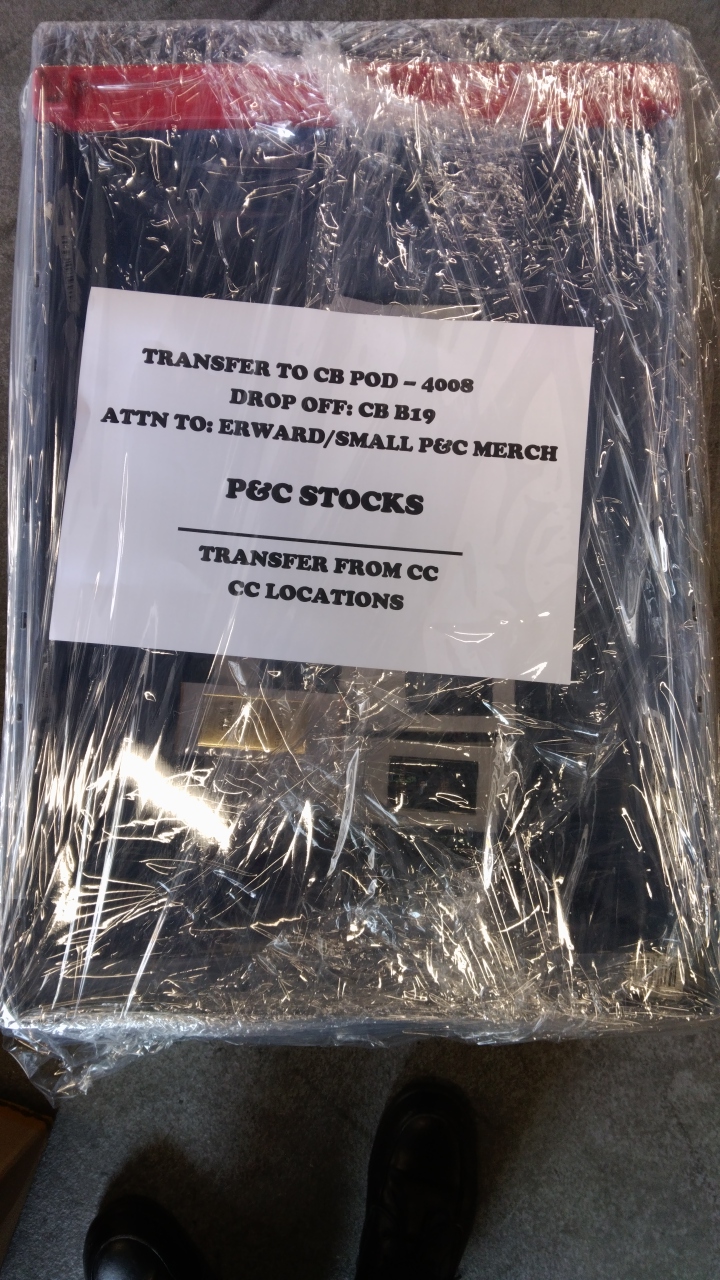 TRANSFER TO CB POD – 4008
DROP OFF: CB B19
ATTN TO: ERWARD/SMALL P&C MERCH
P&C STOCKS
TRANSFER FROM CC
CC LOCATIONS